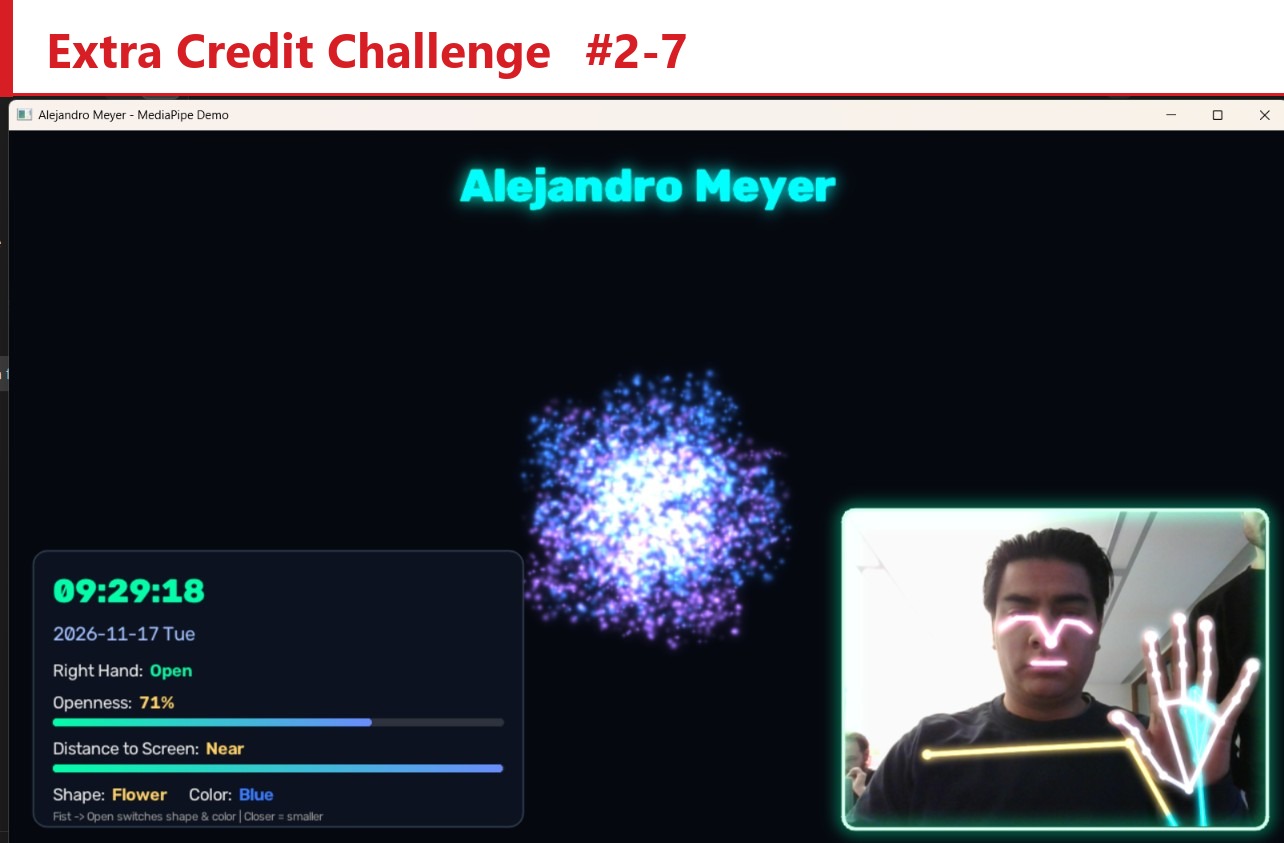 Extra Credit Challenge #2-7
Alejandro Meyer - MediaPipe Demo
Alejandro Meyer
09:29:18
2026-11-17 Tue
Right Hand: Open
Openness: 71%
Distance to Screen: Near
Shape: Flower Color: Blue
Fist -> Open switches shape & color | Closer = smaller